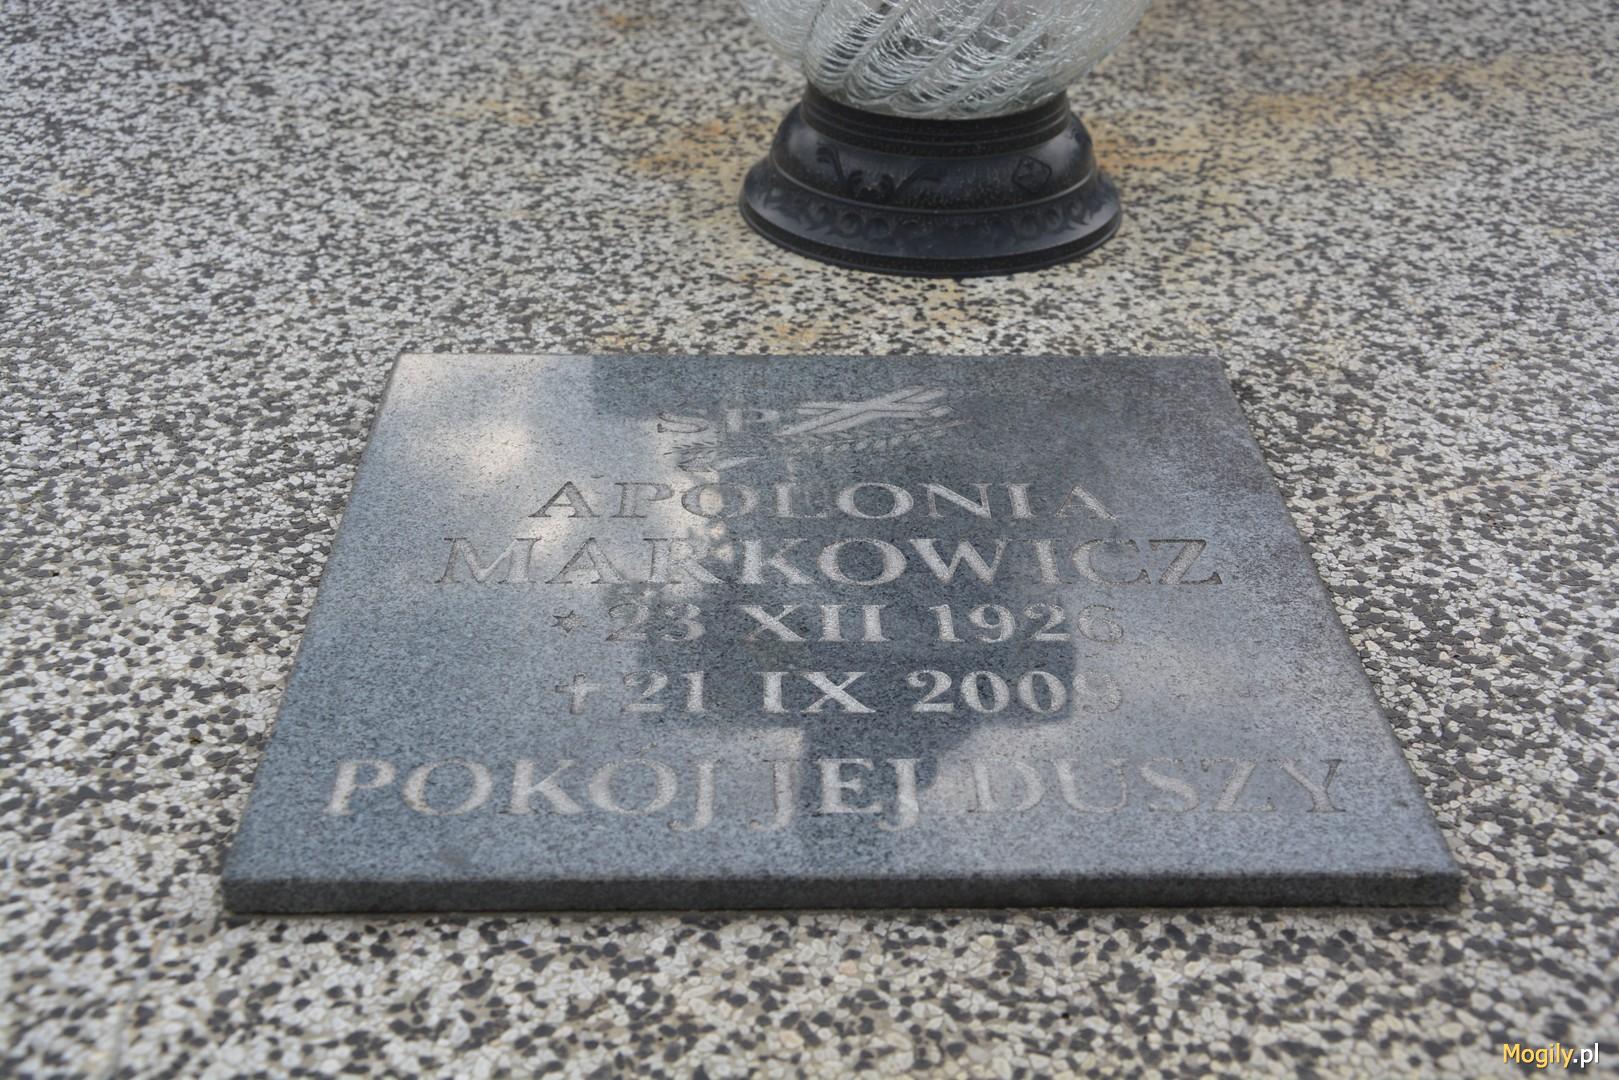 ŚP
APOLONIA
MARKOWICZ
* 23 XII 1926
† 21 IX 2009
POKÓJ JEJ DUSZY
Mogily.pl